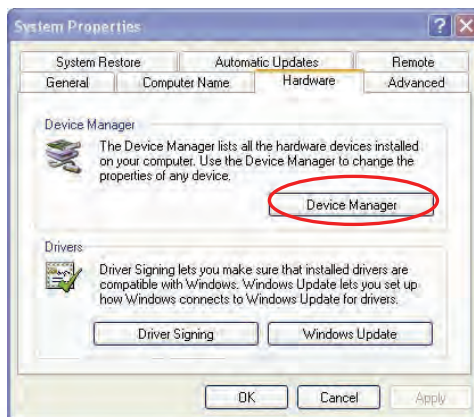 System Properties
System Restore Automatic Updates Remote
General Computer Name Hardware Advanced
Device Manager
The Device Manager lists all the hardware devices installed
on your computer. Use the Device Manager to change the
properties of any device.
Device Manager
Drivers
Driver Signing lets you make sure that installed drivers are
compatible with Windows. Windows Update lets you set up
how Windows connects to Windows Update for drivers.
Driver Signing Windows Update
OK Cancel Apply